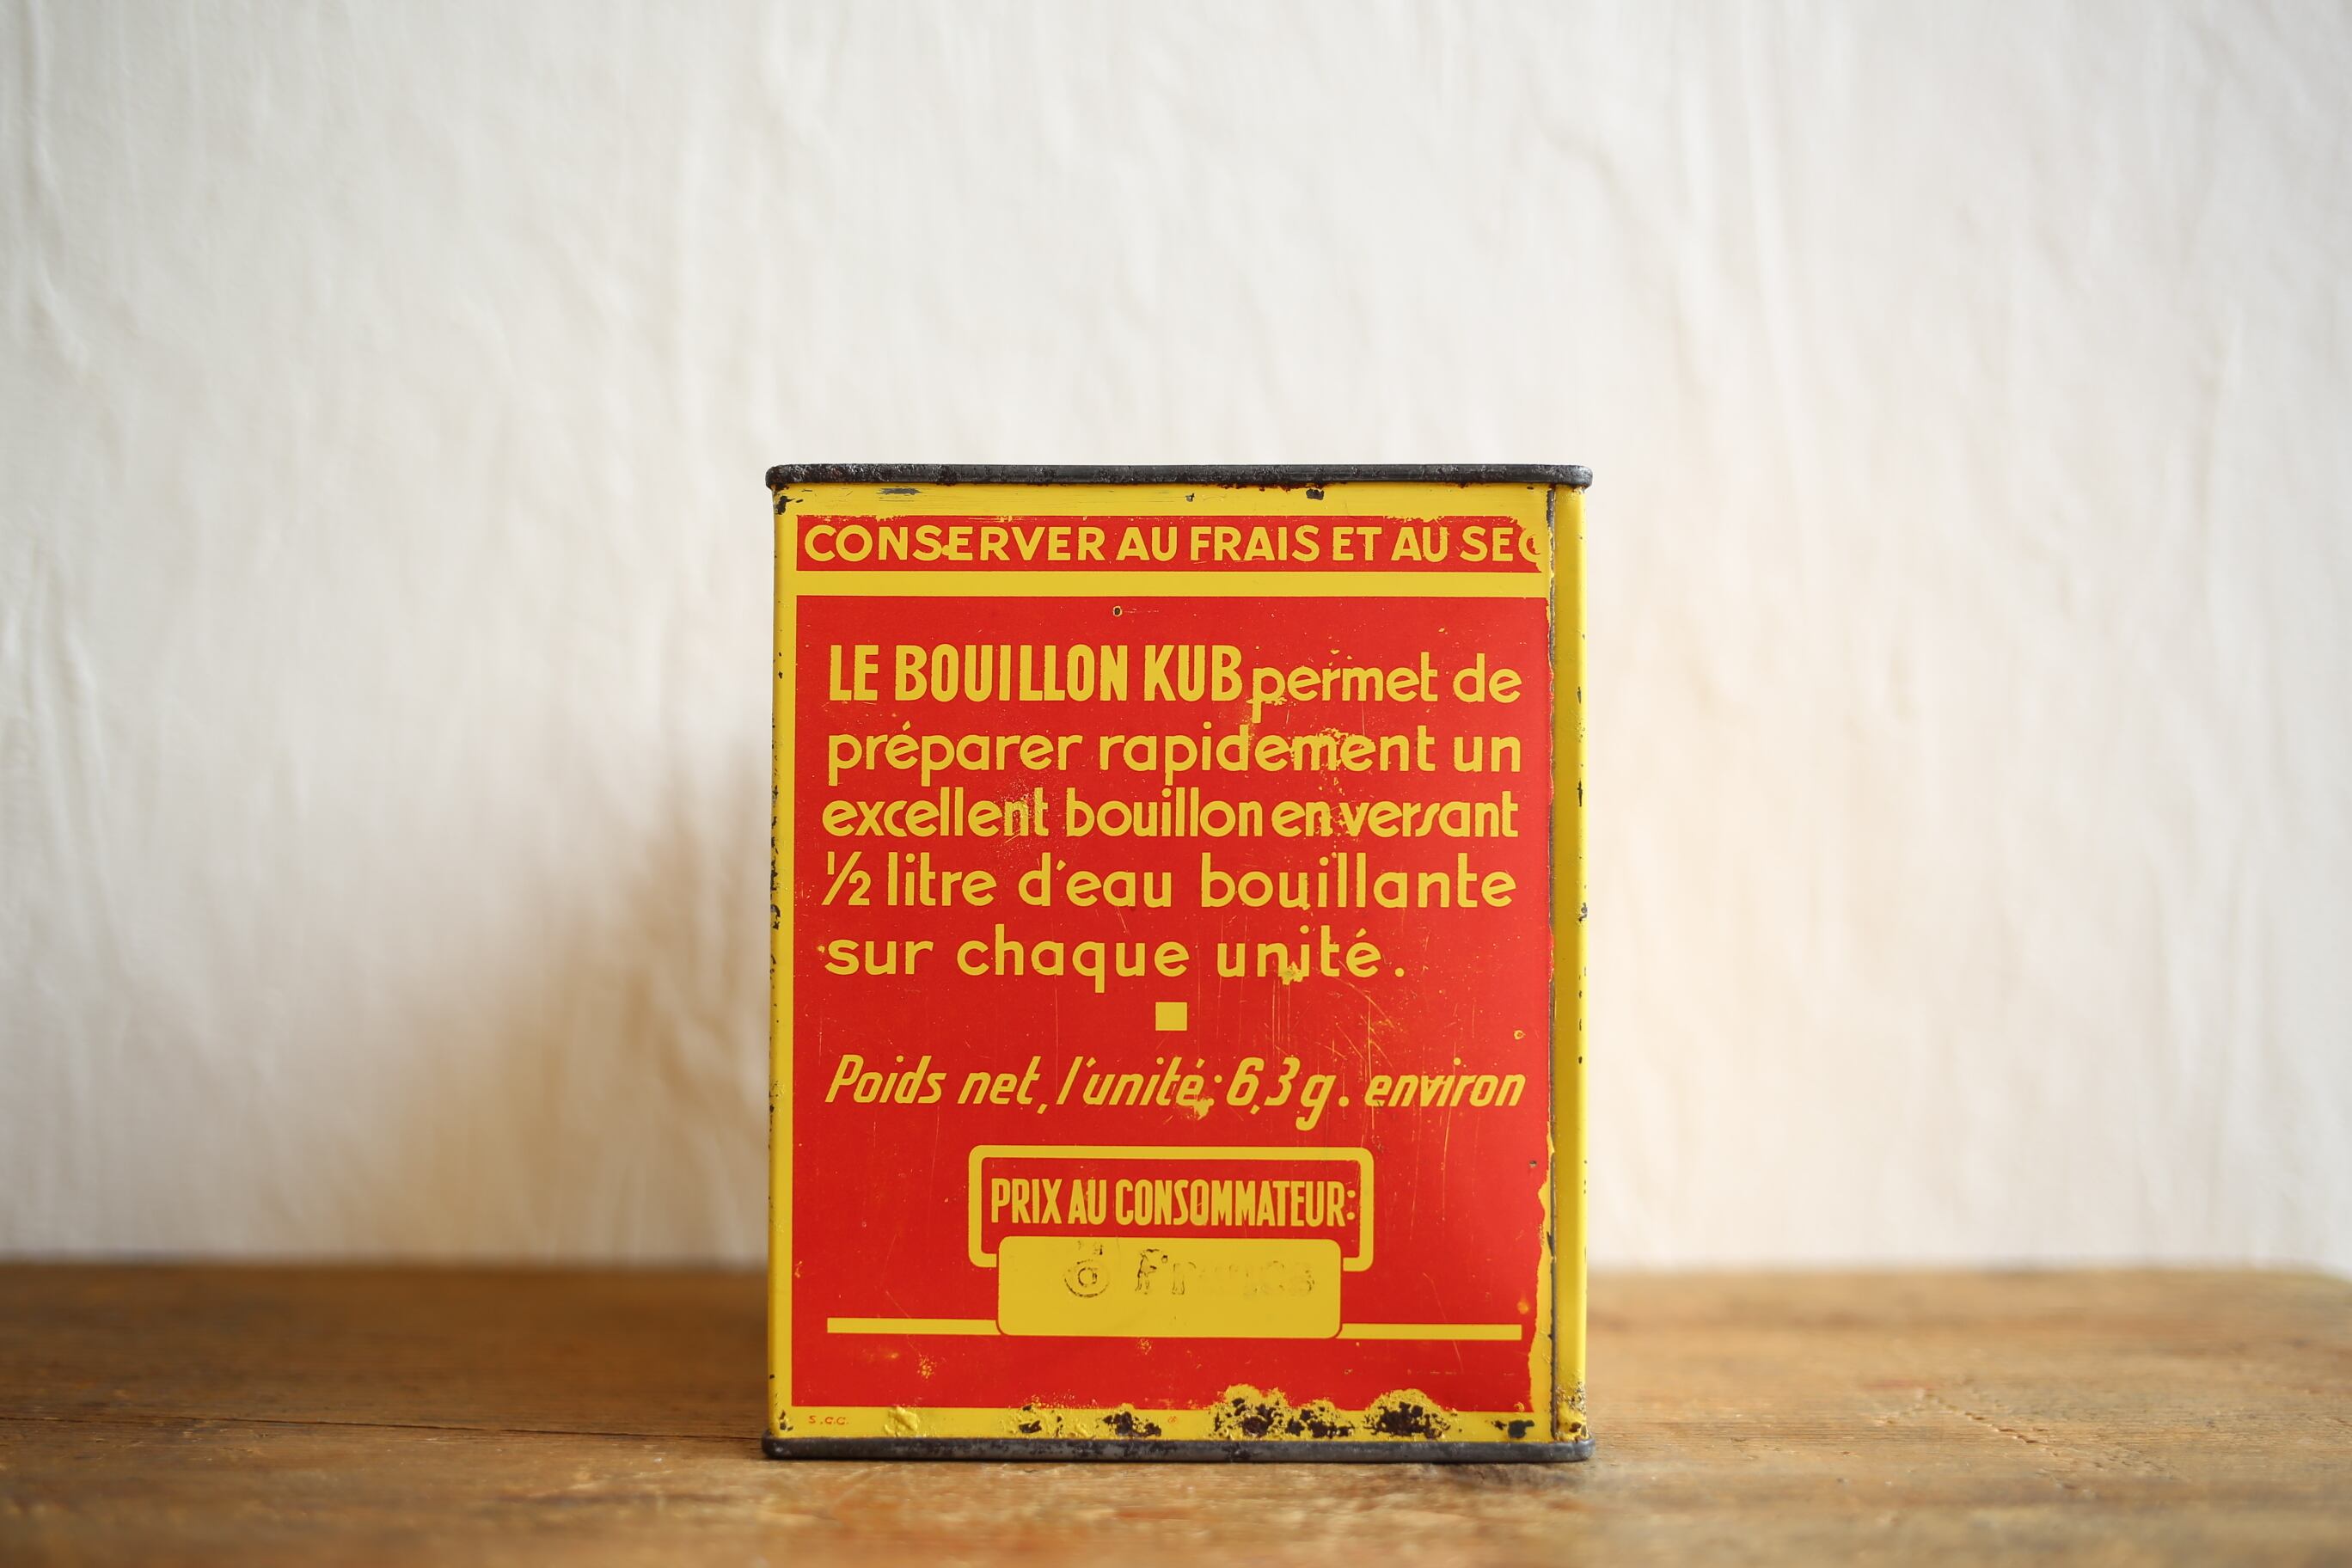 CONSERVER AU FRAIS ET AU SEC
LE BOUILLON KUB permet de
préparer rapidement un
excellent bouillon en versant
½ litre d'eau bouillante
sur chaque unité.
Poids net, l'unité: 6,3g. environ
PRIX AU CONSOMMATEUR:
S.C.C.